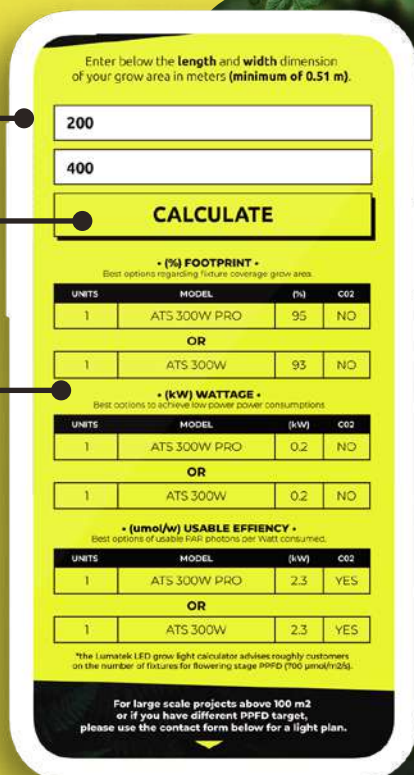 Enter below the length and width dimension
of your grow area in meters (minimum of 0.51 m).
200
400
CALCULATE
• (%) FOOTPRINT •
Best options regarding fixture coverage grow area.
UNITS MODEL (%) C02
1 ATS 300W PRO 95 NO
OR
1 ATS 300W 93 NO
• (kW) WATTAGE •
Best options to achieve low power power consumptions
UNITS MODEL (kW) C02
1 ATS 300W PRO 0.2 NO
OR
1 ATS 300W 0.2 NO
• (umol/w) USABLE EFFIENCY •
Best options of usable PAR photons per Watt consumed.
UNITS MODEL (kW) C02
1 ATS 300W PRO 2.3 YES
OR
1 ATS 300W 2.3 YES
*the Lumatek LED grow light calculator advises roughly customers
on the number of fixtures for flowering stage PPFD (700 µmol/m2/s).
For large scale projects above 100 m2
or if you have different PPFD target,
please use the contact form below for a light plan.